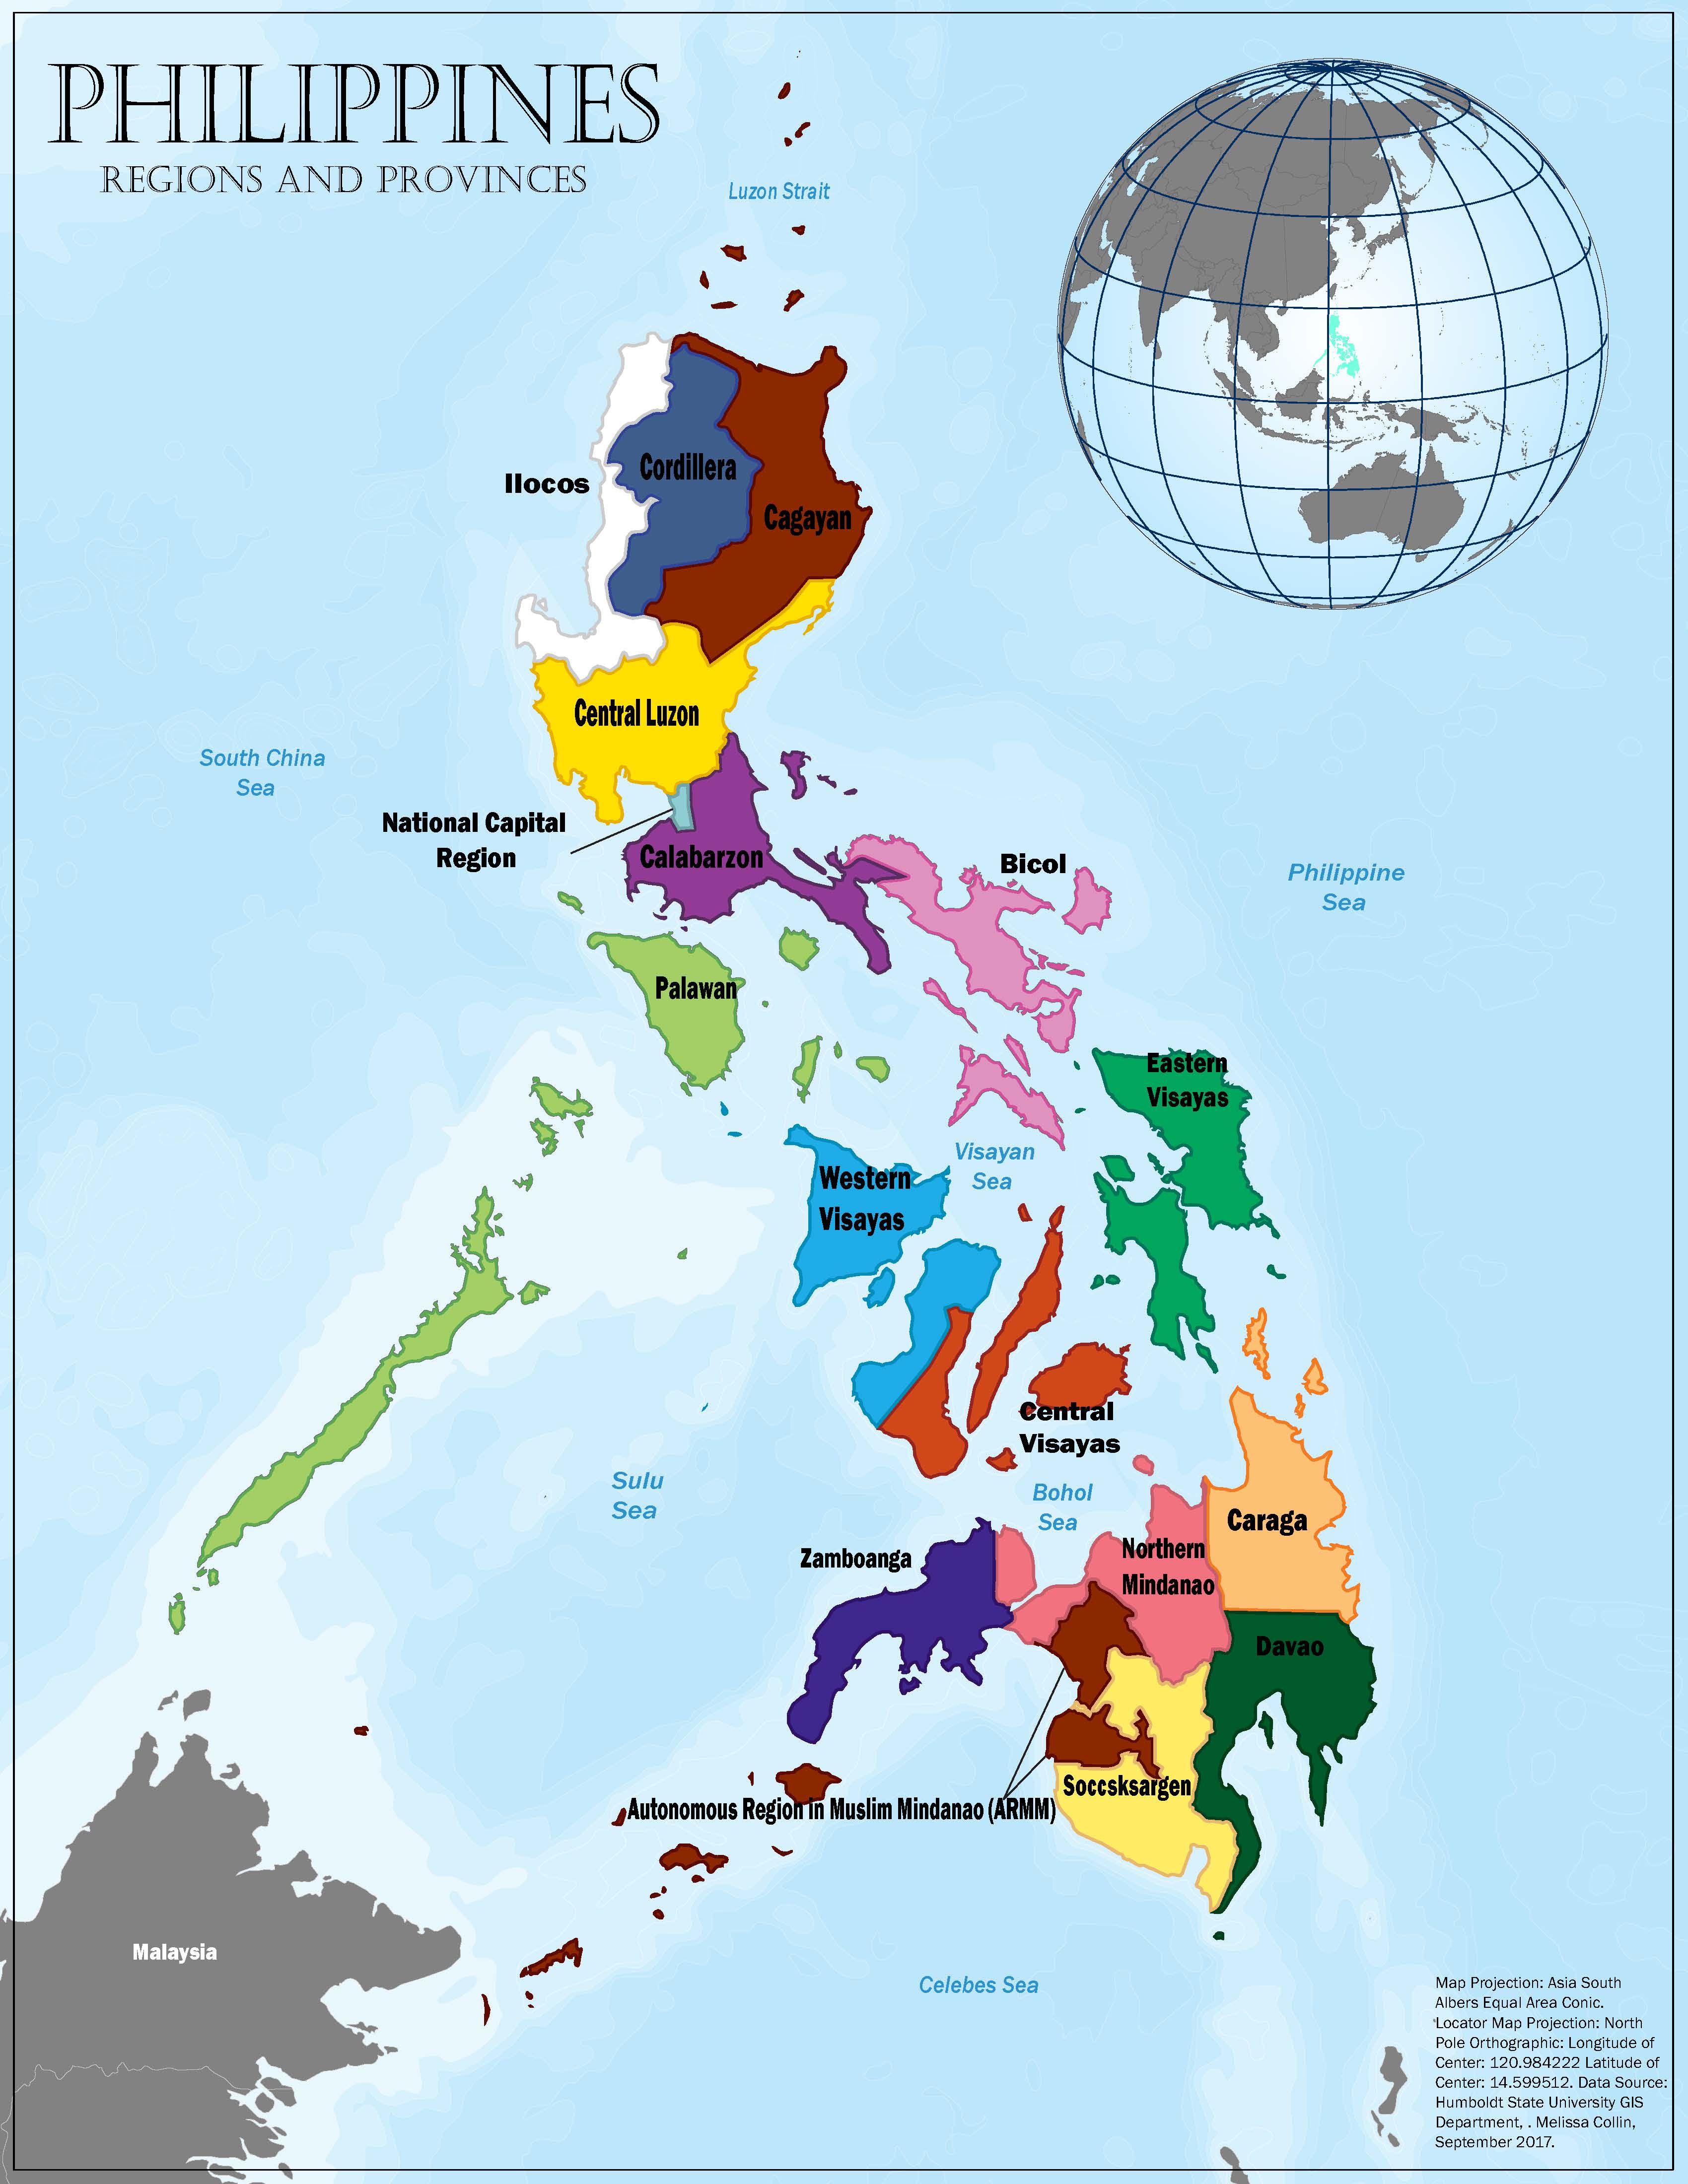 PHILIPPINES
REGIONS AND PROVINCES
Luzon Strait
Ilocos
Cordillera
Cagayan
Central Luzon
South China
Sea
National Capital
Region
Calabarzon
Bicol
Philippine
Sea
Palawan
Eastern
Visayas
Visayan
Sea
Western
Visayas
Central
Visayas
Sulu
Sea
Bohol
Sea
Caraga
Zamboanga
Northern
Mindanao
Davao
Soccsksargen
Autonomous Region in Muslim Mindanao (ARMM)
Malaysia
Celebes Sea
Map Projection: Asia South
Albers Equal Area Conic.
Locator Map Projection: North
Pole Orthographic: Longitude of
Center: 120.984222 Latitude of
Center: 14.599512. Data Source:
Humboldt State University GIS
Department, . Melissa Collin,
September 2017.